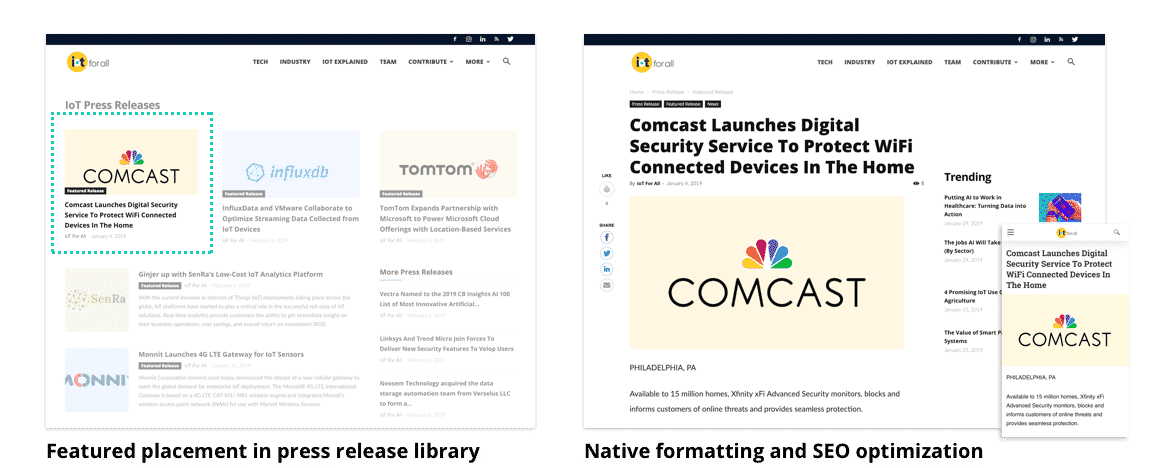 iot for all
TECH INDUSTRY IOT EXPLAINED TEAM CONTRIBUTE MORE
IoT Press Releases
COMCAST
Featured Release
Comcast Launches Digital Security
Service To Protect WiFi Connected
Devices In The Home
IoT For All - January 4, 2019
influxdb
Featured Release
InfluxData and VMware Collaborate to
Optimize Streaming Data Collected from
IoT Devices
IoT For All - February 6, 2019
TOMTOM
Featured Release
TomTom Expands Partnership with
Microsoft to Power Microsoft Cloud
Offerings with Location-Based Services
IoT For All - February 5, 2019
SenRa
Ginjer up with SenRa's Low-Cost IoT Analytics Platform
Featured Release IoT For All - February 4, 2019
With the current increase in Internet of Things (IoT) deployments taking place across the
globe, IoT platforms have started to play a critical role in the successful roll-outs of IoT
solutions. Real-time analytics provide customers the ability to get immediate insight on
their business operations, cost savings, and overall return on investment (ROI).
MONNIT
Monnit Launches 4G LTE Gateway for IoT Sensors
Featured Release IoT For All - January 23, 2019
Monnit Corporation (monnit.com) today announced the release of a new cellular gateway to
meet the global demand for enterprise IoT deployment. The Monnit® 4G LTE International
Gateway is based on a 4G LTE CAT-M1/ NB1 wireless engine and integrates Monnit's
wireless access point network (WAN) for use with Monnit Wireless Sensors.
More Press Releases
Vectra Named to the 2019 CB Insights AI 100
List of Most Innovative Artificial...
IoT For All - February 6, 2019
Linksys And Trend Micro Join Forces To
Deliver New Security Features To Velop Users
IoT For All - February 4, 2019
Neosem Technology acquired the data
storage automation team from Verselus LLC
to form a...
IoT For All - February 2, 2019
Featured placement in press release library
iot for all
TECH INDUSTRY IOT EXPLAINED TEAM CONTRIBUTE MORE
Home Press Release Featured Release
Press Release Featured Release News
Comcast Launches Digital
Security Service To Protect WiFi
Connected Devices In The Home
By IoT For All - January 4, 2019 5
LIKE
0
SHARE
COMCAST
PHILADELPHIA, PA
Available to 15 million homes, Xfinity xFi Advanced Security monitors, blocks and
informs customers of online threats and provides seamless protection.
Trending
Putting AI to Work in
Healthcare: Turning Data into
Action
January 29, 2019
The Jobs AI Will Take
(By Sector)
January 29, 2019
4 Promising IoT Use C
Agriculture
January 15, 2019
The Value of Smart P
Systems
January 25, 2019
iot for all
Comcast Launches Digital
Security Service To Protect
WiFi Connected Devices In
The Home
COMCAST
PHILADELPHIA, PA
Available to 15 million homes, Xfinity xFi
Advanced Security monitors, blocks and
informs customers of online threats and
provides seamless protection.
Native formatting and SEO optimization